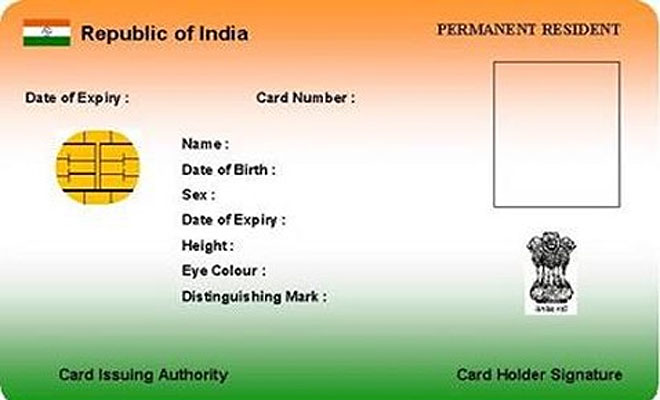 Republic of India
PERMANENT RESIDENT
Date of Expiry :
Card Number :
Name :
Date of Birth :
Sex :
Date of Expiry :
Height :
Eye Colour :
Distinguishing Mark :
Card Issuing Authority
Card Holder Signature